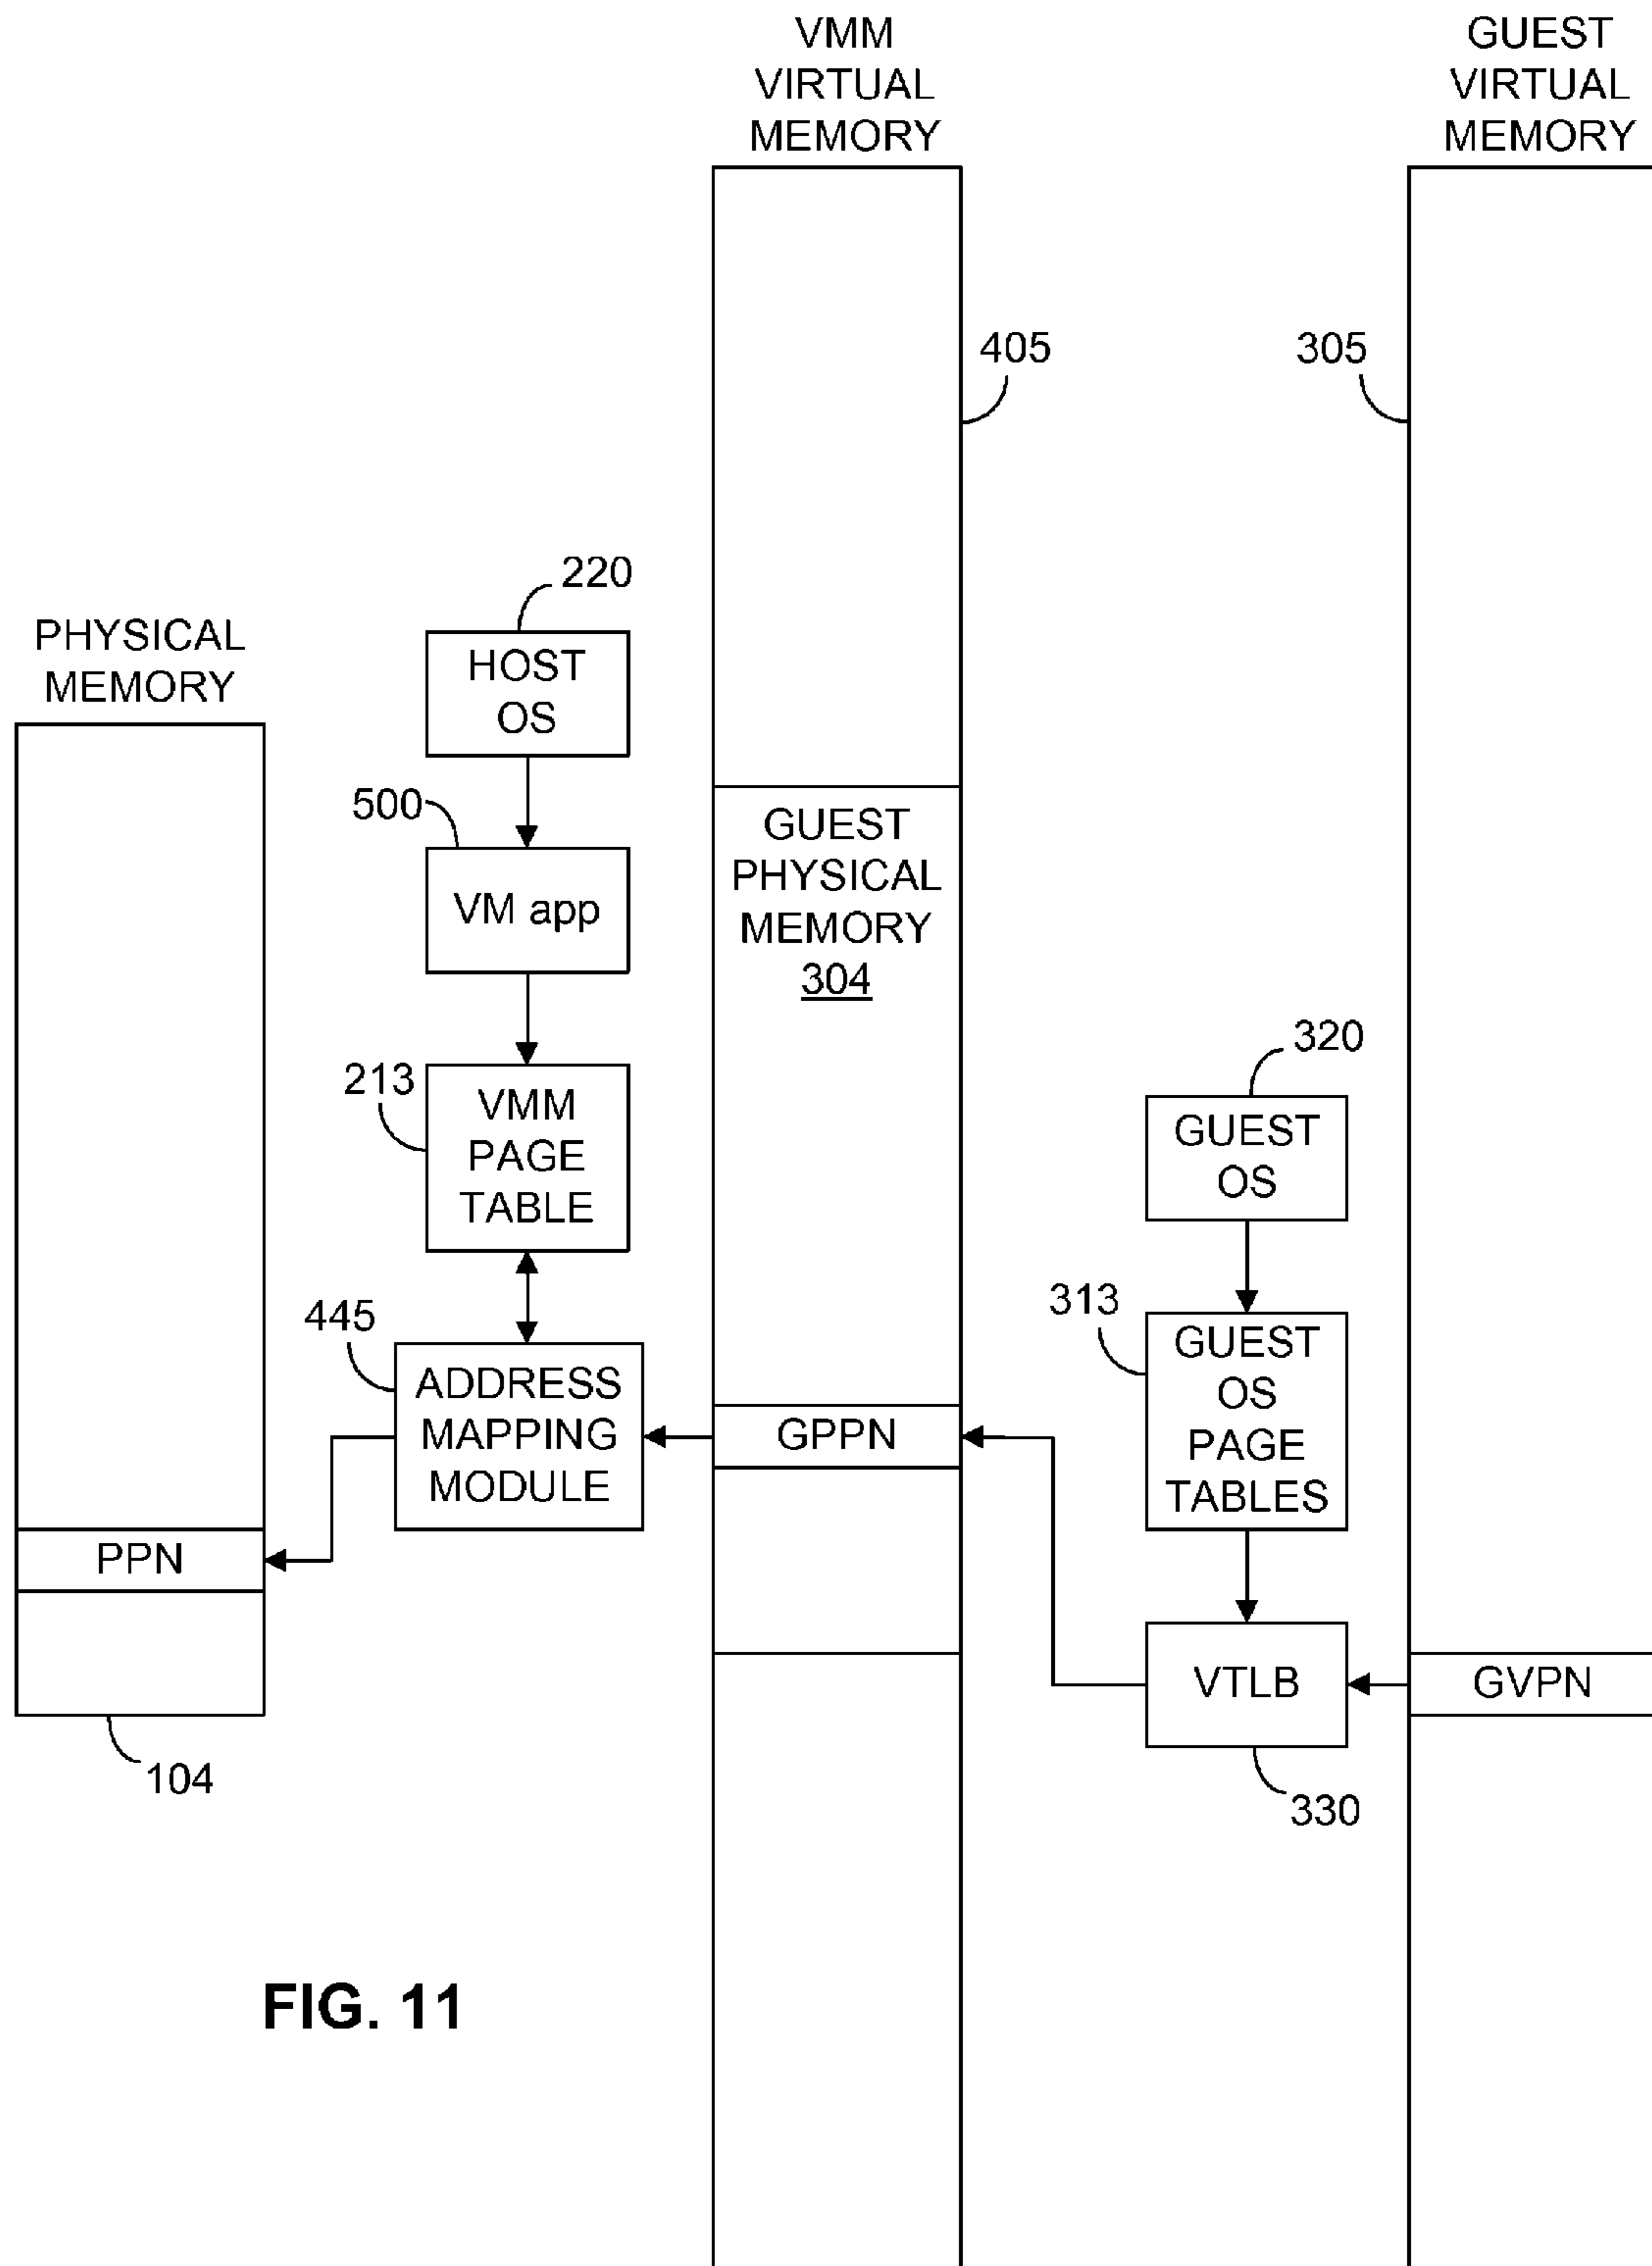 VMM
VIRTUAL
MEMORY
GUEST
VIRTUAL
MEMORY
405
305
220
PHYSICAL
MEMORY
HOST
OS
500
VM app
GUEST
PHYSICAL
MEMORY
304
213
VMM
PAGE
TABLE
320
GUEST
OS
445
ADDRESS
MAPPING
MODULE
GPPN
313
GUEST
OS
PAGE
TABLES
PPN
VTLB
GVPN
104
330
FIG. 11